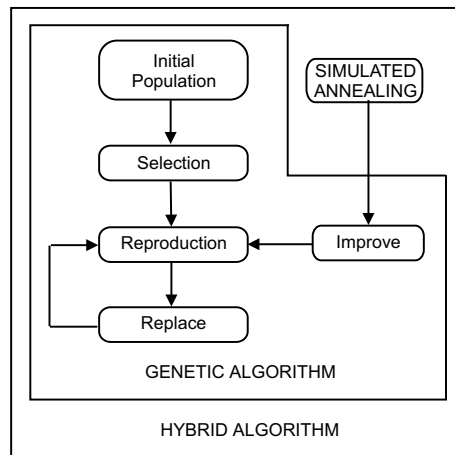 Initial
Population
SIMULATED
ANNEALING
Selection
Reproduction
Improve
Replace
GENETIC ALGORITHM
HYBRID ALGORITHM